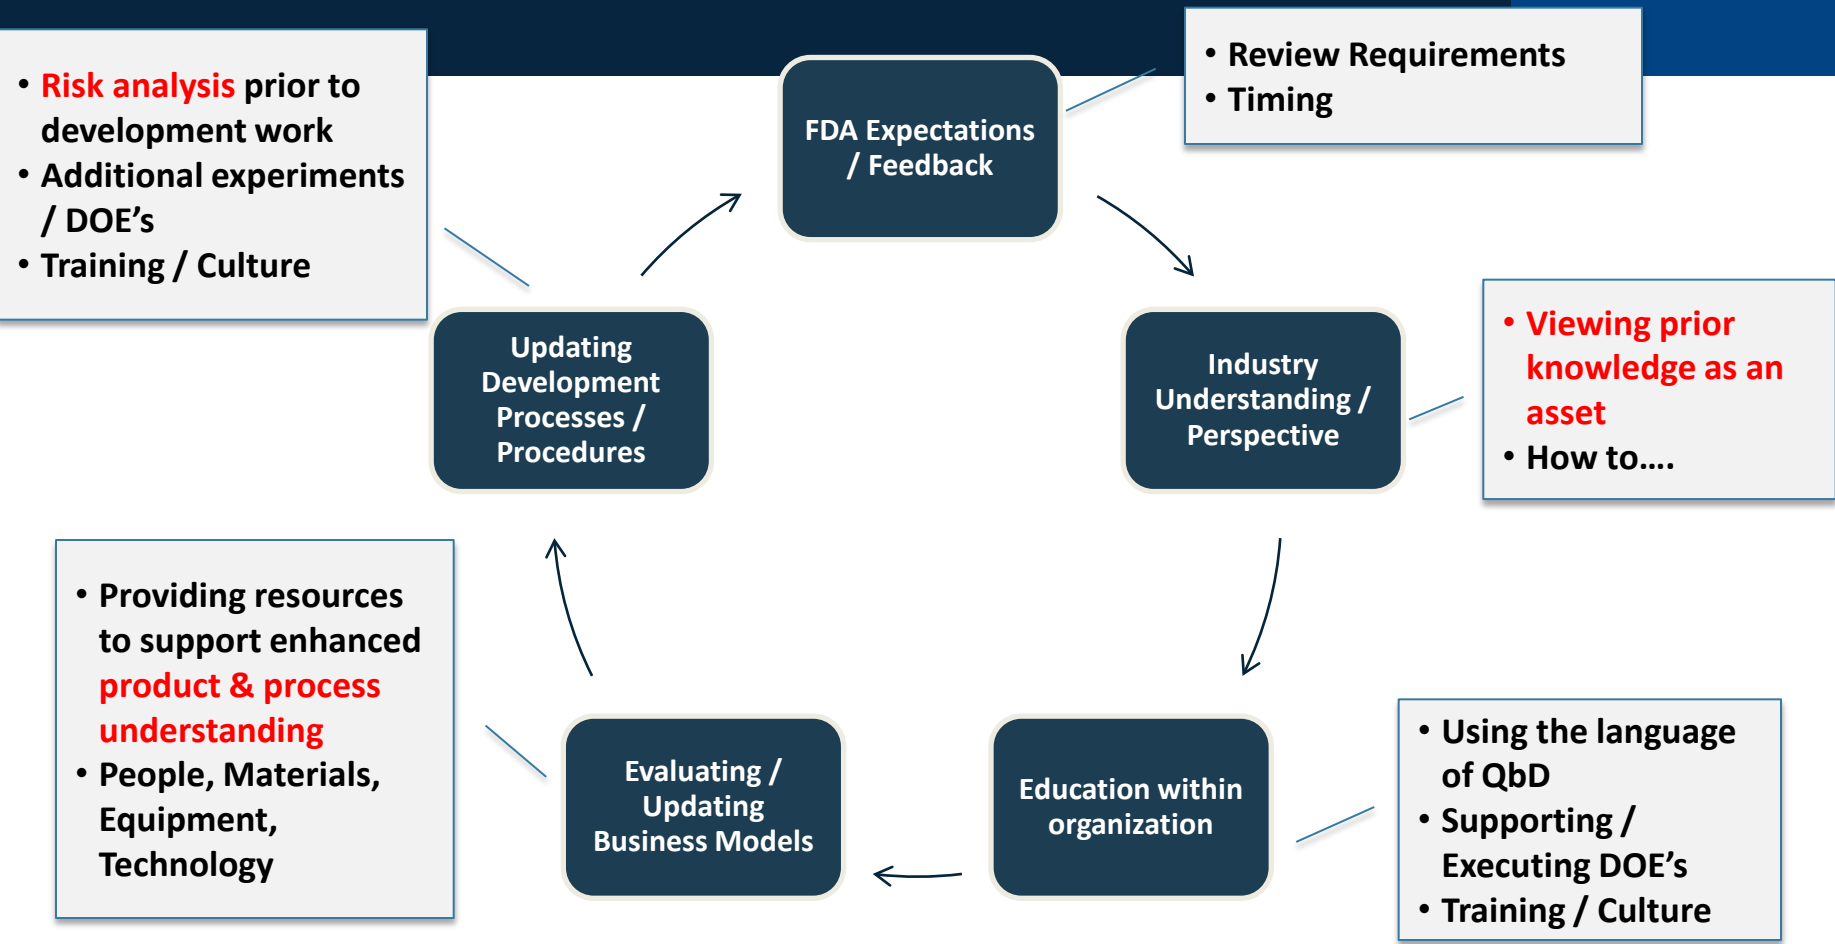 • Risk analysis prior to
development work
• Additional experiments
/ DOE’s
• Training / Culture
FDA Expectations
/ Feedback
• Review Requirements
• Timing
Updating
Development
Processes /
Procedures
Industry
Understanding /
Perspective
• Viewing prior
knowledge as an
asset
• How to....
• Providing resources
to support enhanced
product & process
understanding
• People, Materials,
Equipment,
Technology
Evaluating /
Updating
Business Models
Education within
organization
• Using the language
of QbD
• Supporting /
Executing DOE’s
• Training / Culture